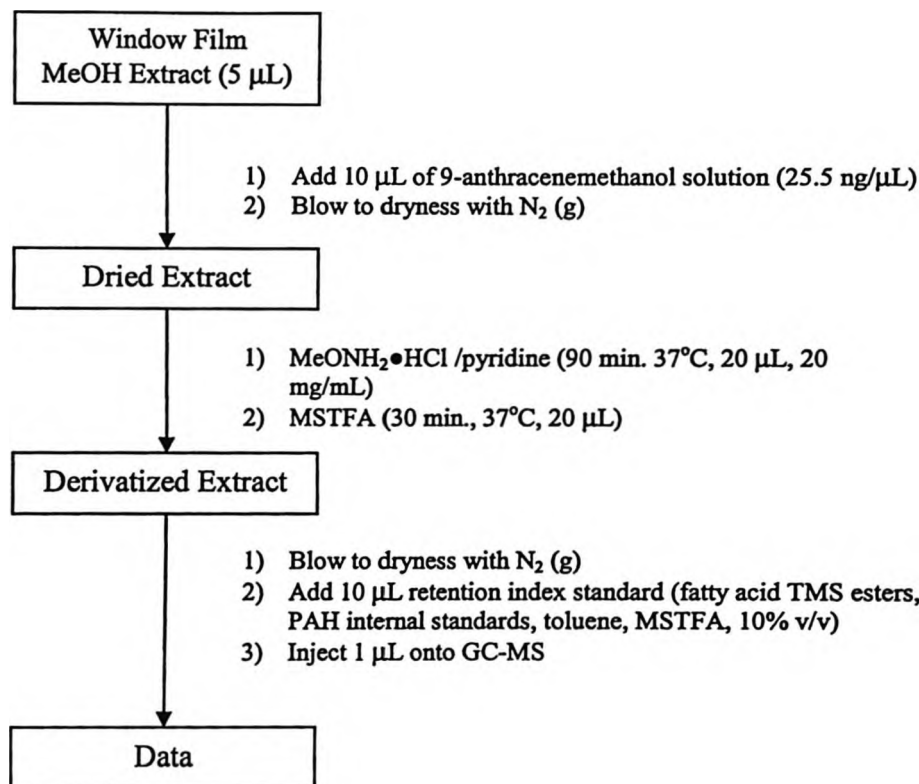 Window Film
MeOH Extract (5 μL)
1) Add 10 μL of 9-anthracenemethanol solution (25.5 ng/μL)
2) Blow to dryness with N₂ (g)
Dried Extract
1) MeONH₂●HCl /pyridine (90 min. 37°C, 20 μL, 20
mg/mL)
2) MSTFA (30 min., 37°C, 20 μL)
Derivatized Extract
1) Blow to dryness with N₂ (g)
2) Add 10 μL retention index standard (fatty acid TMS esters,
PAH internal standards, toluene, MSTFA, 10% v/v)
3) Inject 1 μL onto GC-MS
Data